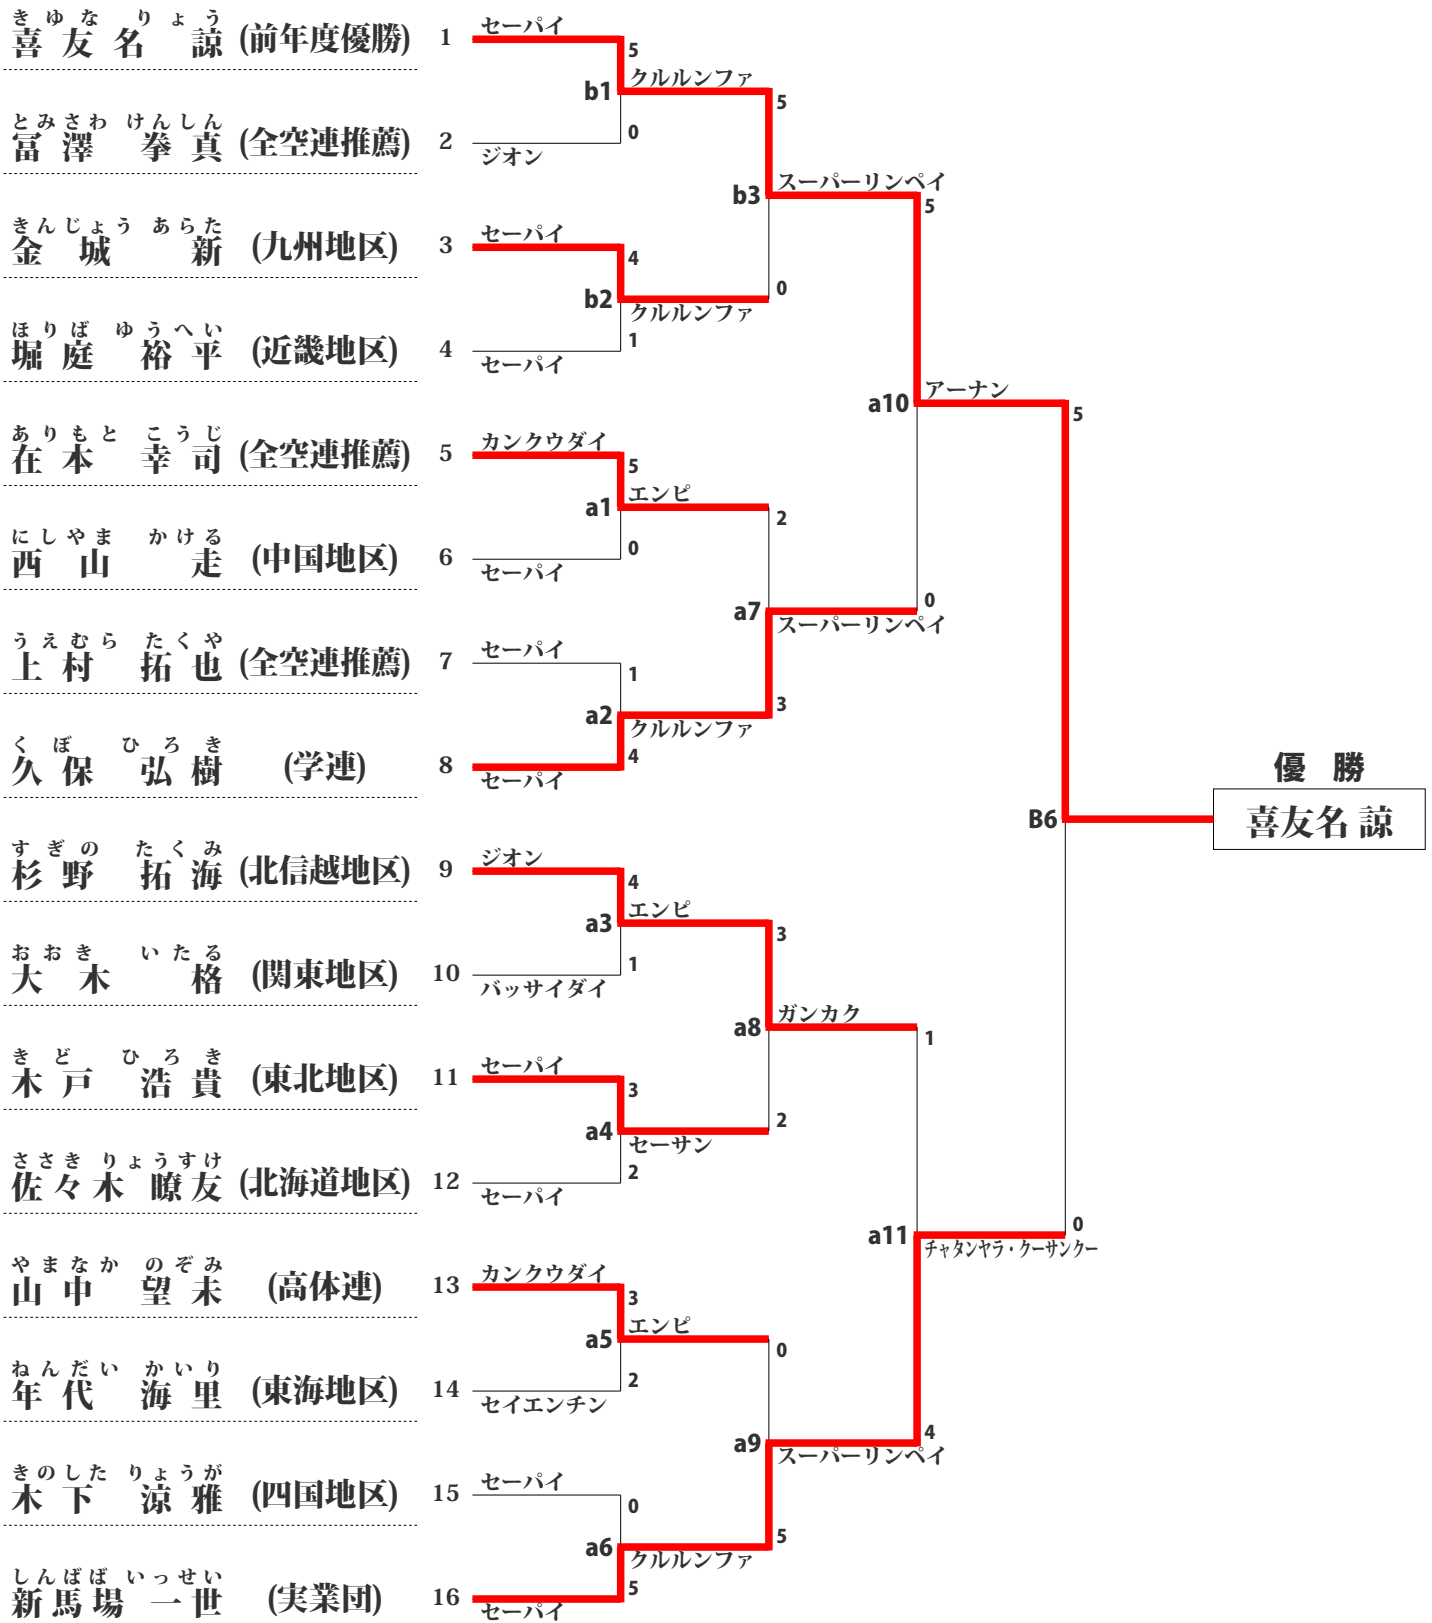 きゆな りょう
喜友名 諒 (前年度優勝) 1 セーパイ
5
b1 クルルンファ
5
0
とみさわ けんしん
冨澤 拳真 (全空連推薦) 2 ジオン
b3 スーパーリンペイ
5
きんじょう あらた
金城 新 (九州地区) 3 セーパイ
4
0
b2 クルルンファ
1
ほりば ゆうへい
堀庭 裕平 (近畿地区) 4 セーパイ
a10 アーナン
5
ありもと こうじ
在本 幸司 (全空連推薦) 5 カンクウダイ
5
a1 エンピ
2
0
にしやま かける
西山 走 (中国地区) 6 セーパイ
0
a7 スーパーリンペイ
うえむら たくや
上村 拓也 (全空連推薦) 7 セーパイ
1
3
a2 クルルンファ
4
くぼ ひろき
久保 弘樹 (学連) 8 セーパイ
優勝
B6 喜友名 諒
すぎの たくみ
杉野 拓海 (北信越地区) 9 ジオン
4
a3 エンピ
3
1
おおき いたる
大木 格 (関東地区) 10 バッサイダイ
a8 ガンカク
1
きど ひろき
木戸 浩貴 (東北地区) 11 セーパイ
3
2
a4 セーサン
2
ささき りょうすけ
佐々木 瞭友 (北海道地区) 12 セーパイ
0
a11 チャタンヤラ・クーサンクー
やまなか のぞみ
山中 望未 (高体連) 13 カンクウダイ
3
a5 エンピ
0
2
ねんだい かいり
年代 海里 (東海地区) 14 セイエンチン
4
a9 スーパーリンペイ
きのした りょうが
木下 涼雅 (四国地区) 15 セーパイ
0
5
a6 クルルンファ
5
しんばば いっせい
新馬場 一世 (実業団) 16 セーパイ